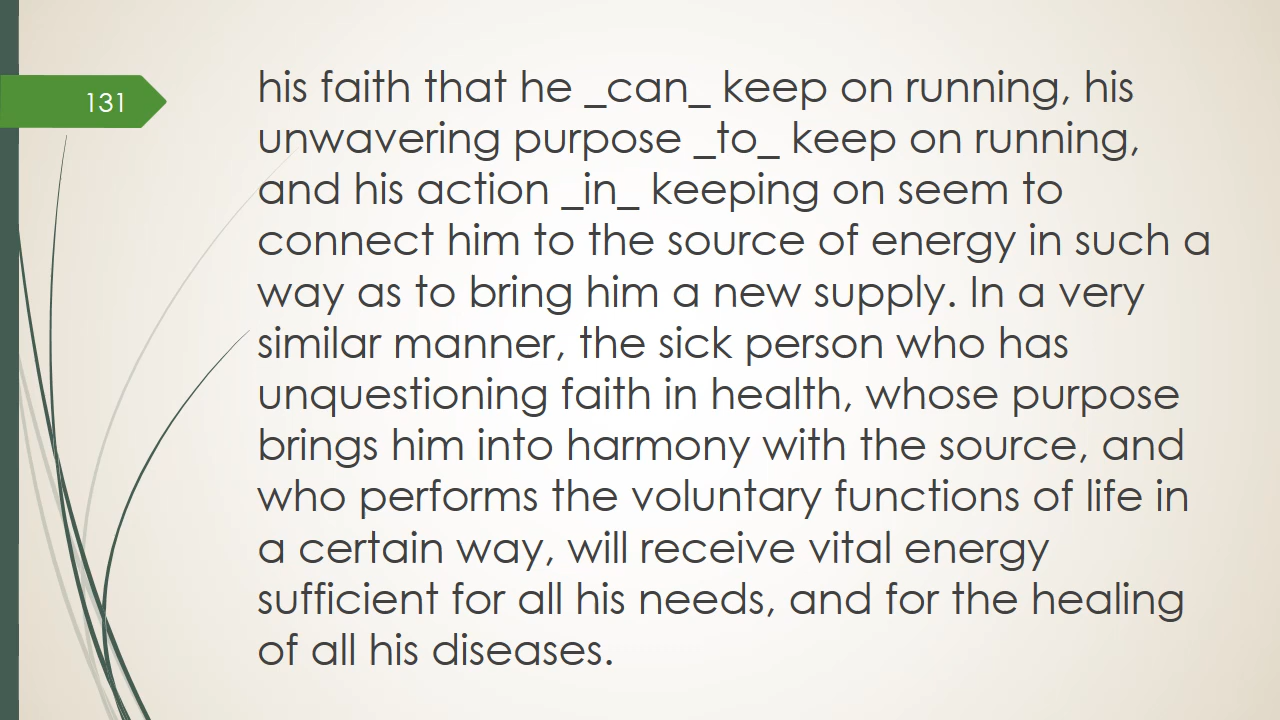 131
his faith that he _can_ keep on running, his
unwavering purpose _to_ keep on running,
and his action _in_ keeping on seem to
connect him to the source of energy in such a
way as to bring him a new supply. In a very
similar manner, the sick person who has
unquestioning faith in health, whose purpose
brings him into harmony with the source, and
who performs the voluntary functions of life in
a certain way, will receive vital energy
sufficient for all his needs, and for the healing
of all his diseases.